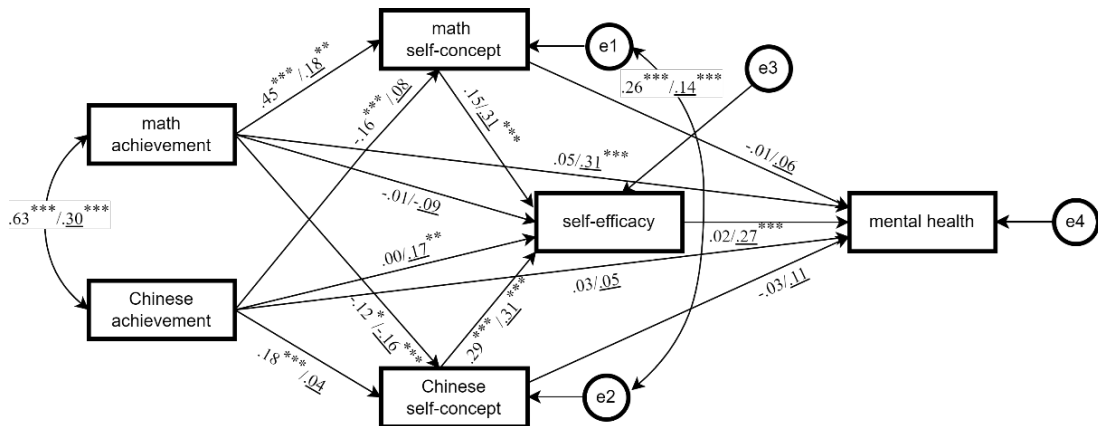 math
self-concept
e1
e3
.45***/.18**
-.16***/.08
.26***/.14***
.15/.31***
math
achievement
.05/.31***
-.01/.06
-.01/-.09
self-efficacy
mental health
e4
.63***/.30***
.00/.17**
.02/.27***
Chinese
achievement
.03/.05
-.03/.11
-.12*/-.16***
.29***/.31***
.18***/.04
Chinese
self-concept
e2